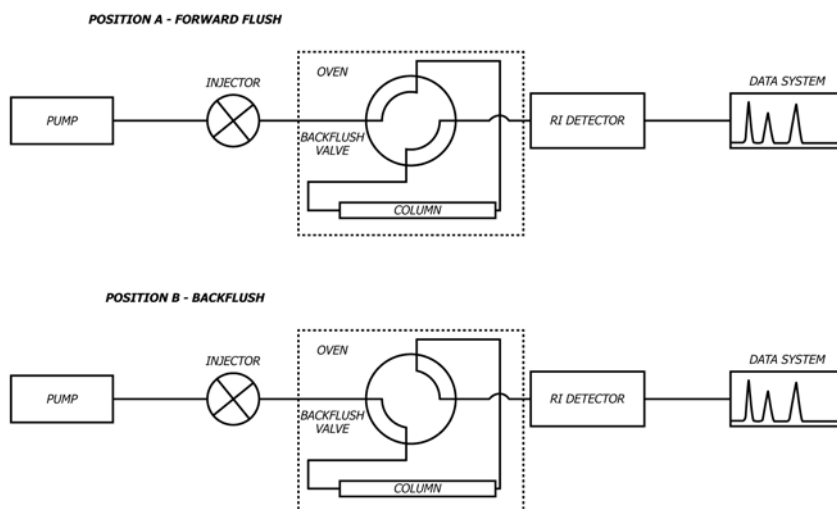 POSITION A - FORWARD FLUSH
INJECTOR
OVEN
DATA SYSTEM
PUMP
BACKFLUSH
VALVE
RI DETECTOR
COLUMN
POSITION B - BACKFLUSH
INJECTOR
OVEN
DATA SYSTEM
PUMP
BACKFLUSH
VALVE
RI DETECTOR
COLUMN